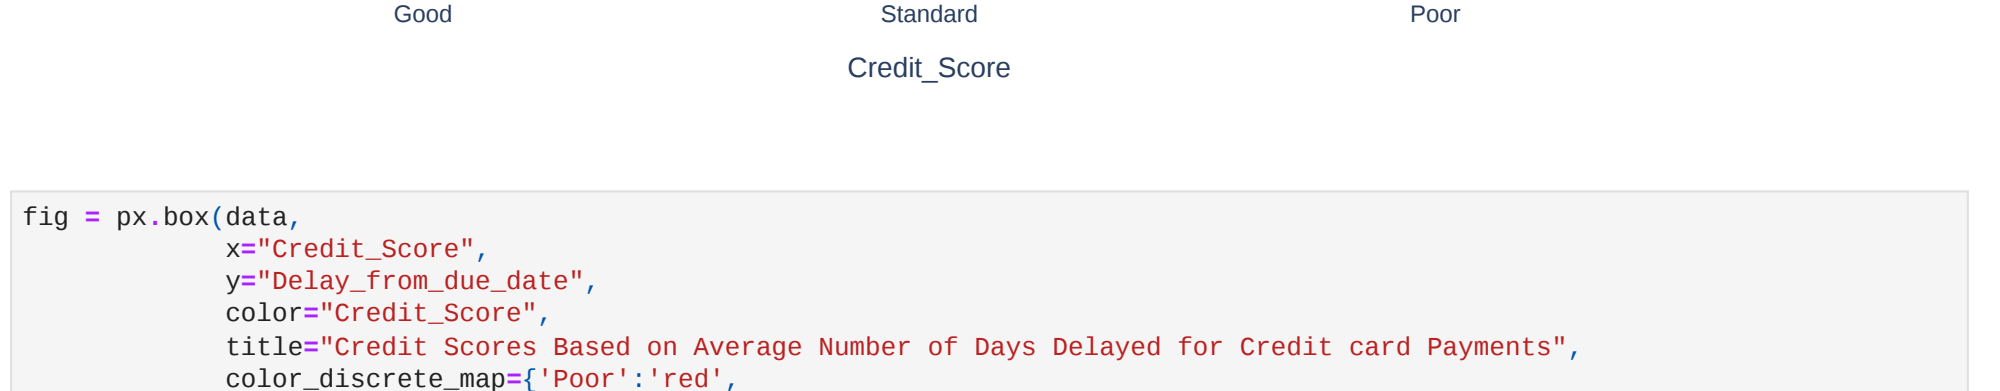 Good Standard Poor
Credit_Score
fig = px.box(data,
             x="Credit_Score",
             y="Delay_from_due_date",
             color="Credit_Score",
             title="Credit Scores Based on Average Number of Days Delayed for Credit card Payments",
             color_discrete_map={'Poor':'red',